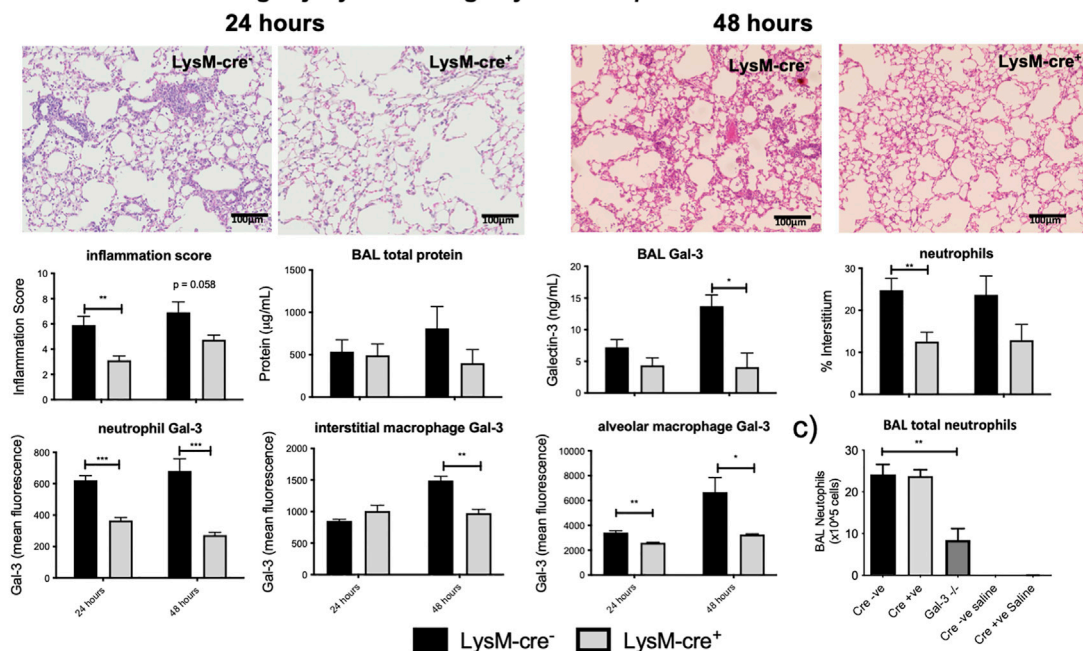 24 hours
48 hours
LysM-cre-
LysM-cre+
LysM-cre-
LysM-cre+
100µm
100µm
100µm
100µm
inflammation score
Inflammation Score
10
8
6
4
2
0
**
p = 0.058
BAL total protein
Protein (µg/mL)
1500
1000
500
0
BAL Gal-3
Galectin-3 (ng/mL)
20
15
10
5
0
*
neutrophils
% Interstitium
30
20
10
0
**
neutrophil Gal-3
Gal-3 (mean fluorescence)
800
600
400
200
0
***
***
24 hours
48 hours
interstitial macrophage Gal-3
Gal-3 (mean fluorescence)
2000
1500
1000
500
0
**
24 hours
48 hours
alveolar macrophage Gal-3
Gal-3 (mean fluorescence)
10000
8000
6000
4000
2000
0
**
*
24 hours
48 hours
c)
BAL total neutrophils
BAL Neutrophils
(x10^5 cells)
30
20
10
0
**
Cre -ve
Cre +ve
Gal-3 -/-
Cre -ve saline
Cre +ve Saline
LysM-cre-
LysM-cre+